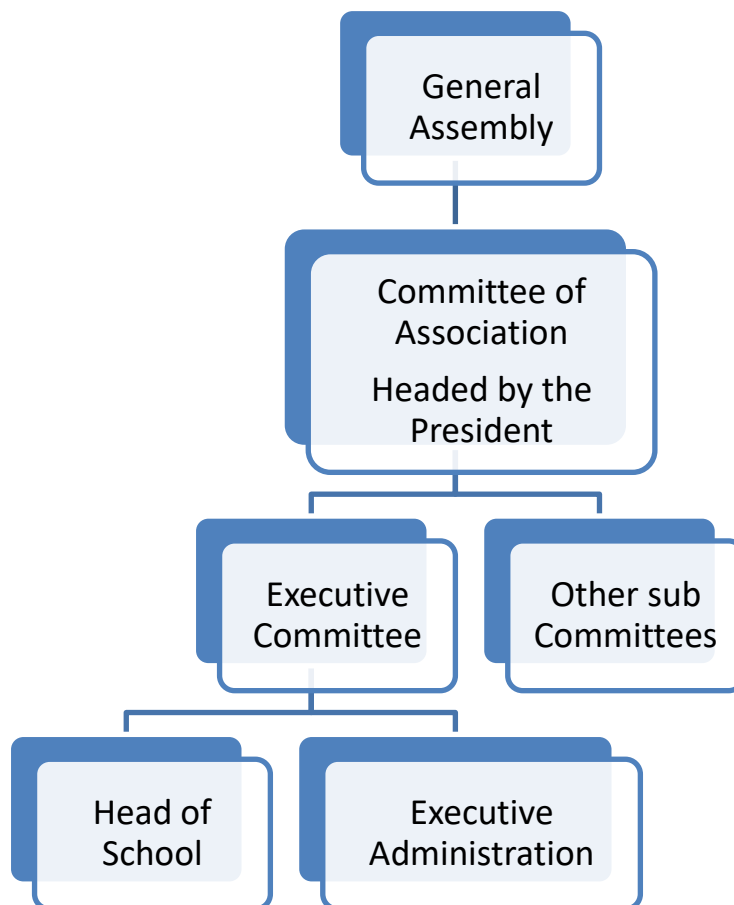 General
Assembly
Committee of
Association
Headed by the
President
Executive
Committee
Other sub
Committees
Head of
School
Executive
Administration